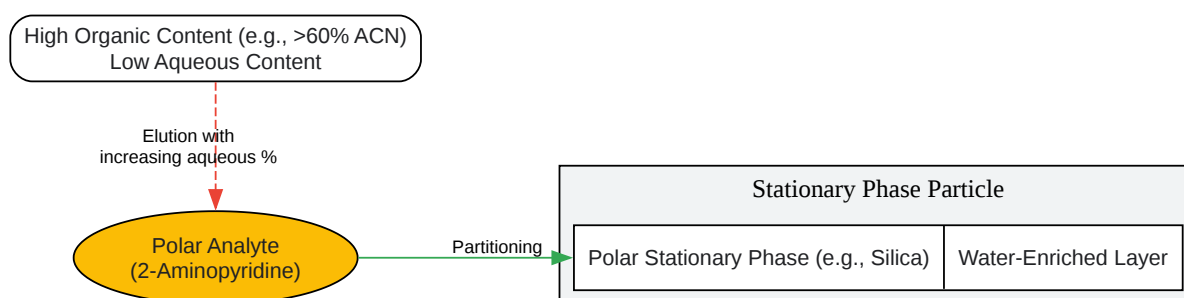 High Organic Content (e.g., >60% ACN)
Low Aqueous Content
Elution with
increasing aqueous %
Stationary Phase Particle
Polar Analyte
(2-Aminopyridine)
Partitioning
Polar Stationary Phase (e.g., Silica)
Water-Enriched Layer